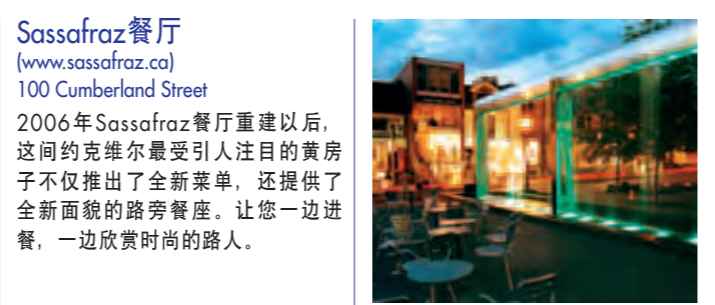 Sassafraz餐厅
(www.sassafraz.ca)
100 Cumberland Street
2006年Sassafraz餐厅重建以后，
这间约克维尔最受引人注目的黄房
子不仅推出了全新菜单，还提供了
全新面貌的路旁餐座。让您一边进
餐，一边欣赏时尚的路人。